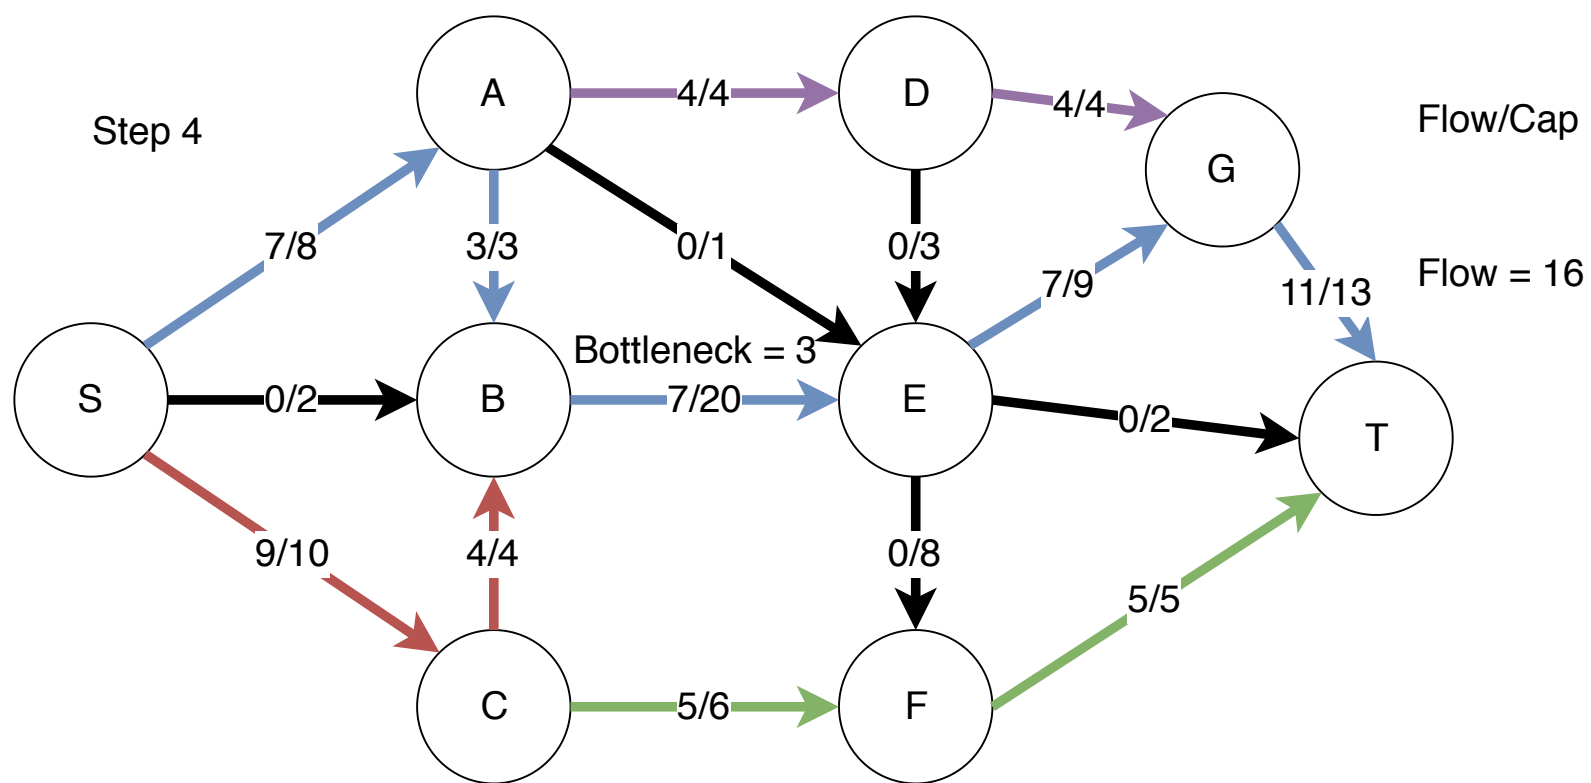 A
4/4
D
4/4
Flow/Cap
Step 4
G
7/8
3/3
0/1
0/3
7/9
11/13
Flow = 16
Bottleneck = 3
S
0/2
B
7/20
E
0/2
T
9/10
4/4
0/8
5/5
C
5/6
F